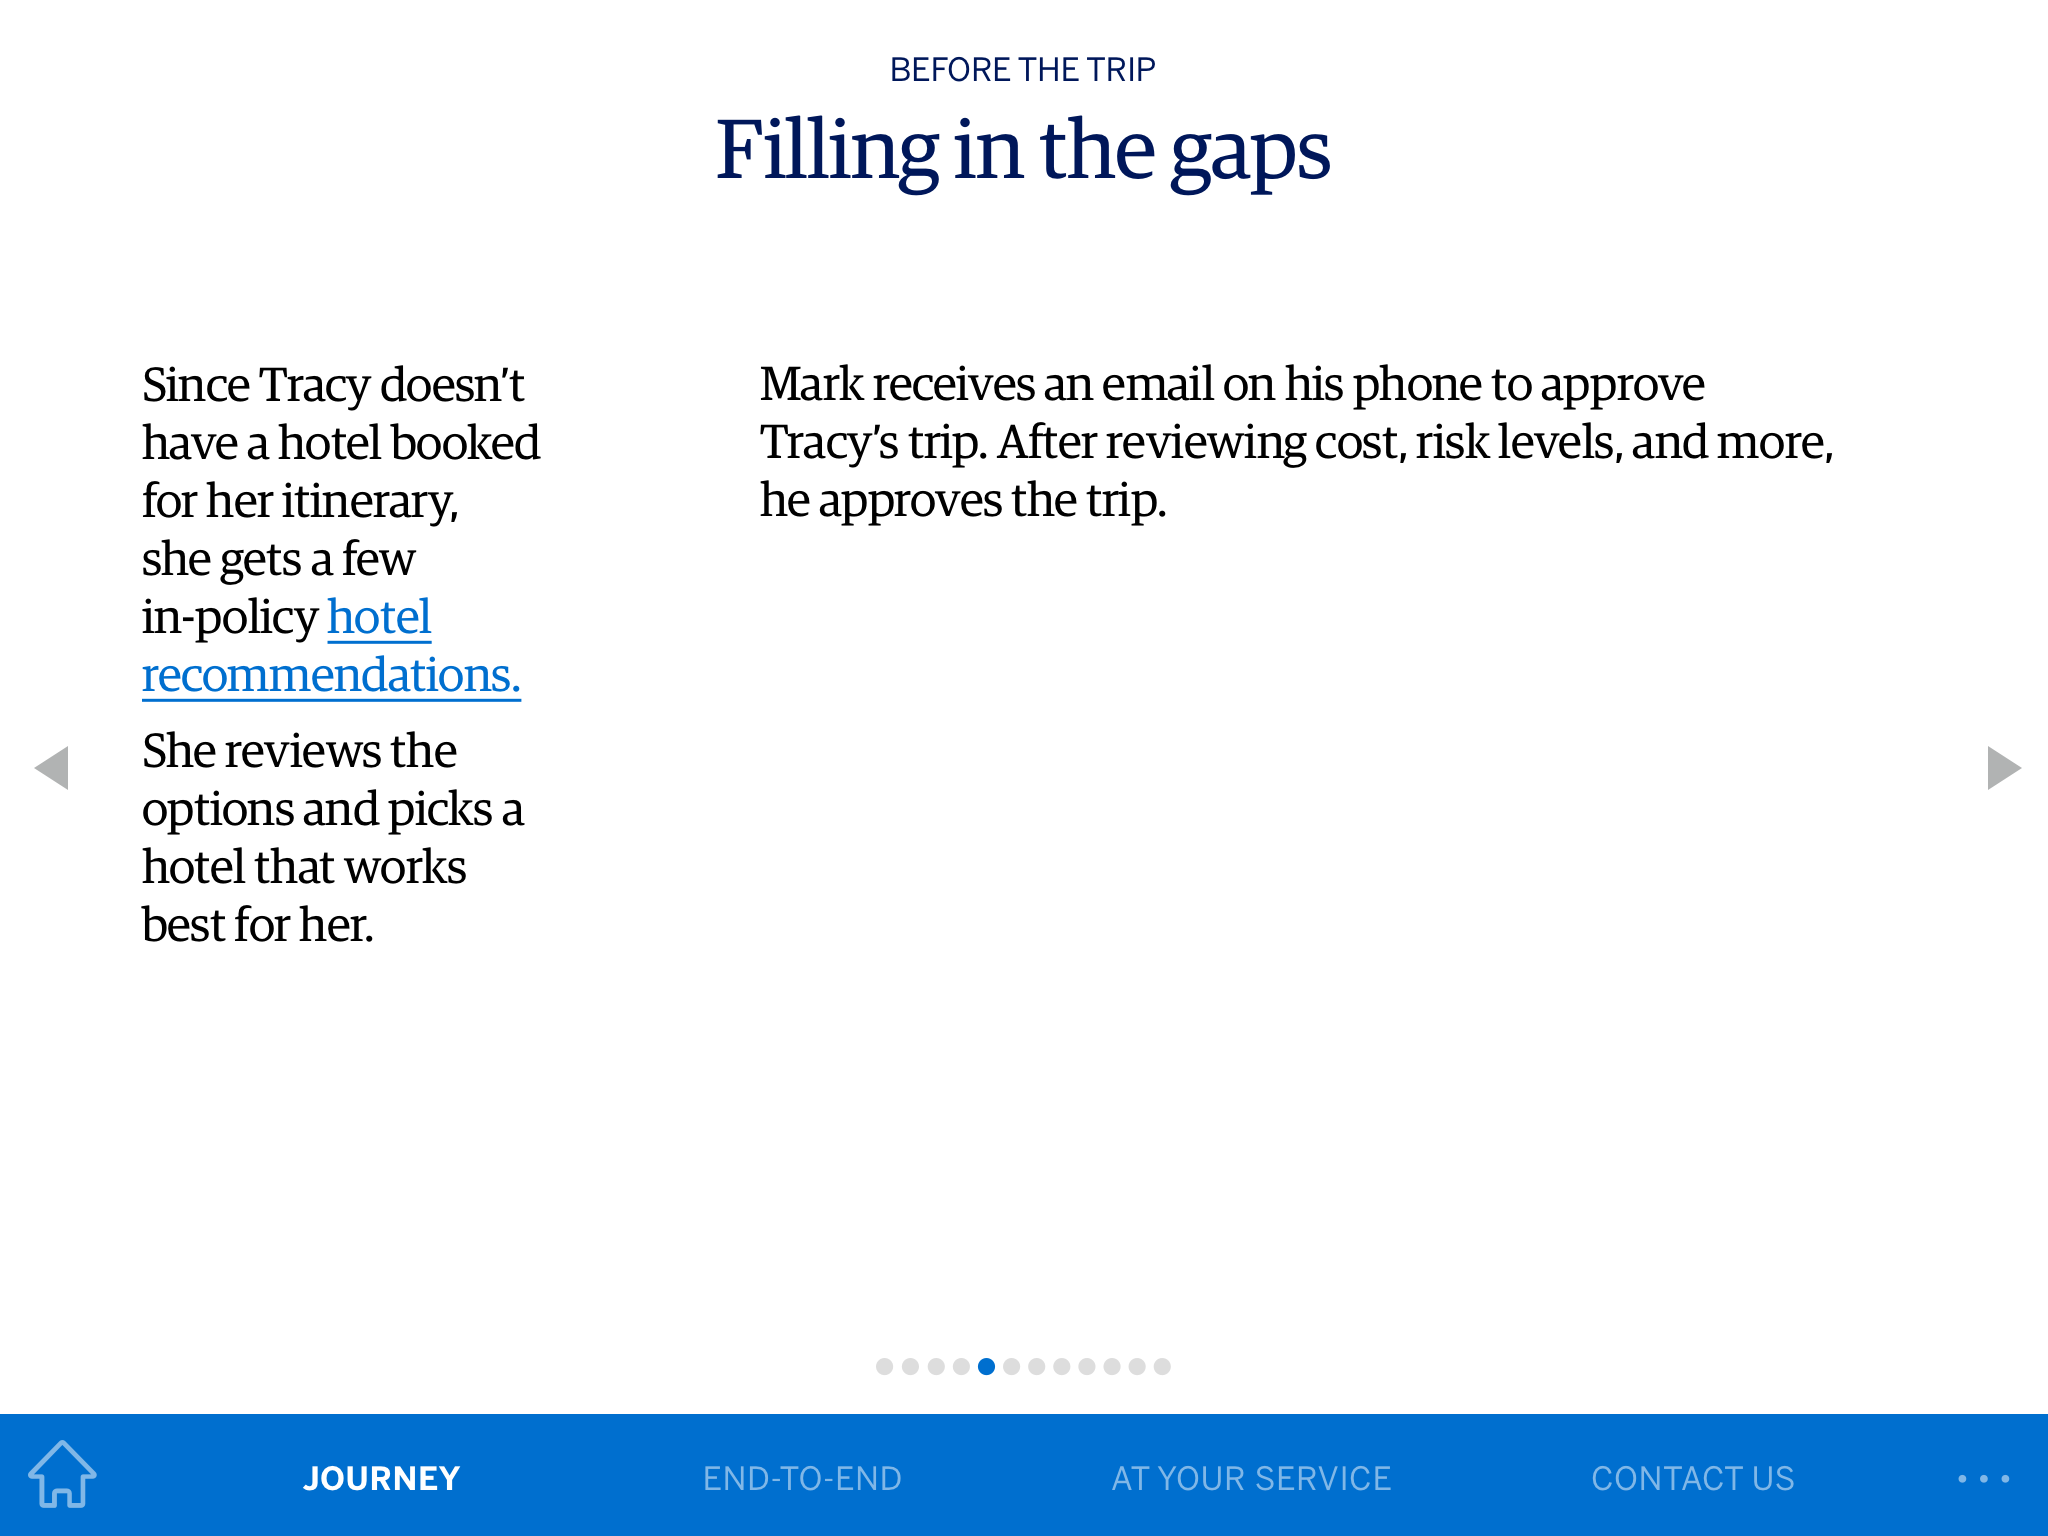 BEFORE THE TRIP
Filling in the gaps
Since Tracy doesn’t
have a hotel booked
for her itinerary,
she gets a few
in-policy hotel
recommendations.
She reviews the
options and picks a
hotel that works
best for her.
Mark receives an email on his phone to approve
Tracy’s trip. After reviewing cost, risk levels, and more,
he approves the trip.
JOURNEY
END-TO-END
AT YOUR SERVICE
CONTACT US